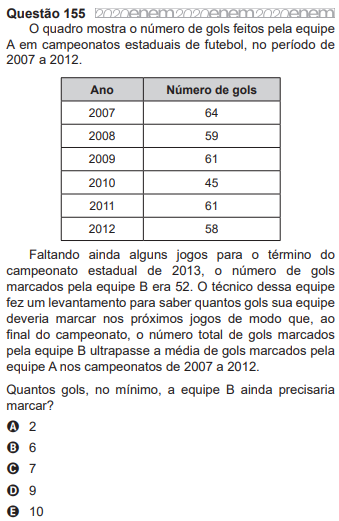 Questão 155 2020enem2020enem2020enem
O quadro mostra o número de gols feitos pela equipe
A em campeonatos estaduais de futebol, no período de
2007 a 2012.
Ano Número de gols
2007 64
2008 59
2009 61
2010 45
2011 61
2012 58
Faltando ainda alguns jogos para o término do
campeonato estadual de 2013, o número de gols
marcados pela equipe B era 52. O técnico dessa equipe
fez um levantamento para saber quantos gols sua equipe
deveria marcar nos próximos jogos de modo que, ao
final do campeonato, o número total de gols marcados
pela equipe B ultrapasse a média de gols marcados pela
equipe A nos campeonatos de 2007 a 2012.
Quantos gols, no mínimo, a equipe B ainda precisaria
marcar?
A 2
B 6
C 7
D 9
E 10